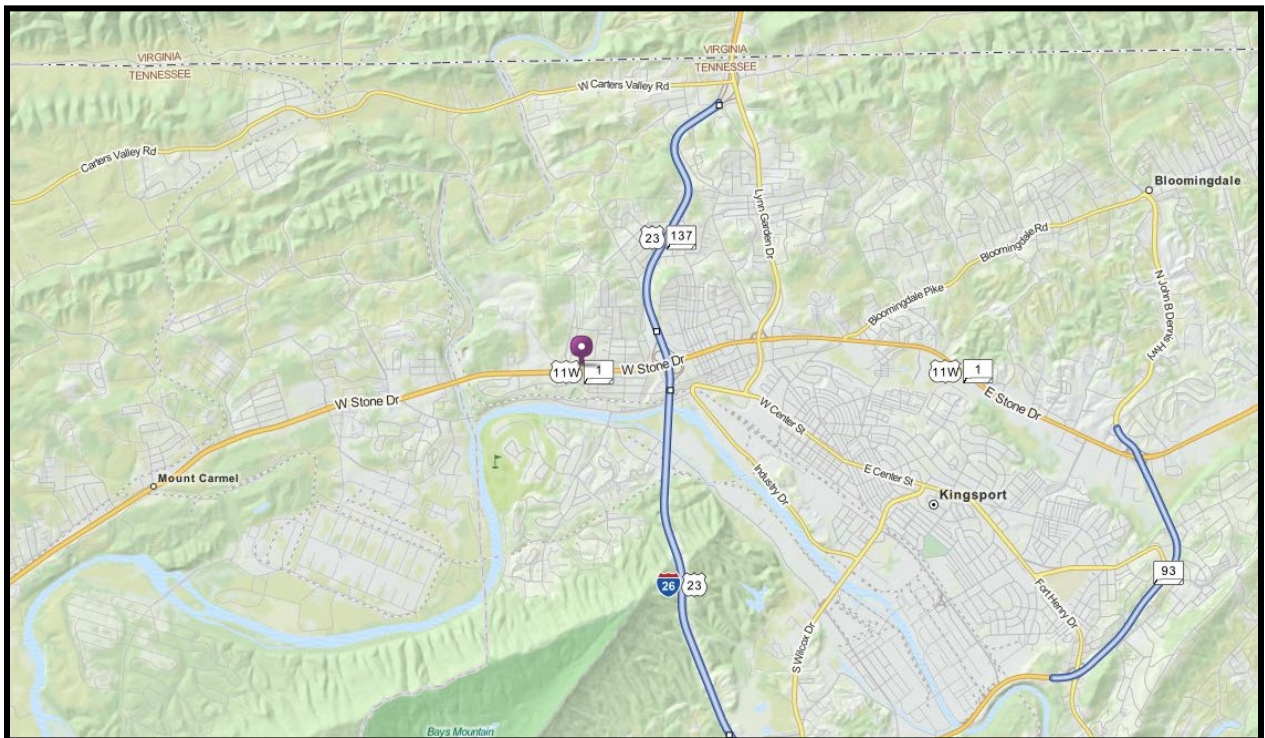 VIRGINIA
TENNESSEE
VIRGINIA
TENNESSEE
W Carters Valley Rd
Carters Valley Rd
Bloomingdale
Lynn Garden Dr
23
137
Bloomingdale Rd
N John B Dennis Hwy
Bloomingdale Pike
11W
1
W Stone Dr
11W
1
W Stone Dr
E Stone Dr
W Center St
Mount Carmel
Industry Dr
E Center St
Kingsport
26
23
93
Fort Henry Dr
S Wilcox Dr
Bays Mountain